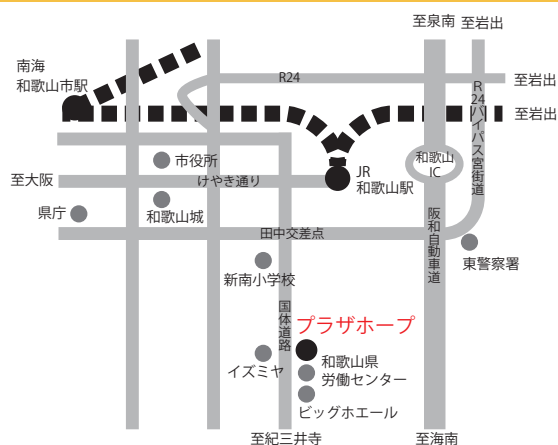 至泉南
至岩出
南海
和歌山市駅
R24
至岩出
至岩出
R24バイパス宮街道
市役所
和歌山
IC
JR
和歌山駅
至大阪
けやき通り
県庁
和歌山城
阪和自動車道
田中交差点
東警察署
新南小学校
国体道路
プラザホープ
和歌山県
労働センター
イズミヤ
ビッグホエール
至紀三井寺
至海南